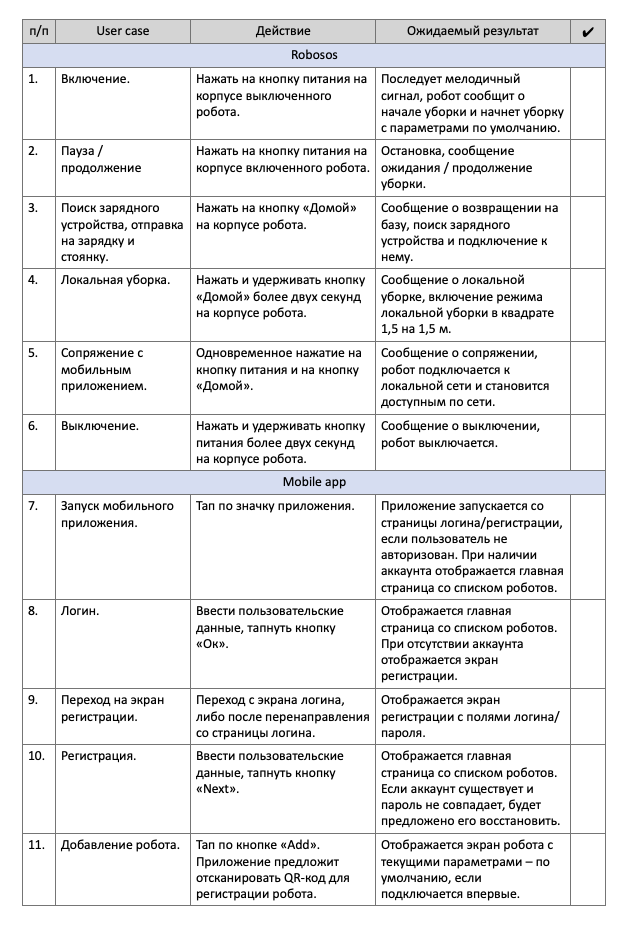 п/п User case Действие Ожидаемый результат ✔
Robosos
1. Включение. Нажать на кнопку питания на Последует мелодичный
корпусе выключенного сигнал, робот сообщит о
робота. начале уборки и начнет уборку
с параметрами по умолчанию.
2. Пауза / Нажать на кнопку питания на Остановка, сообщение
продолжение корпусе включенного робота. ожидания / продолжение
уборки.
3. Поиск зарядного Нажать на кнопку «Домой» Сообщение о возвращении на
устройства, отправка на корпусе робота. базу, поиск зарядного
на зарядку и устройства и подключение к
стоянку. нему.
4. Локальная уборка. Нажать и удерживать кнопку Сообщение о локальной
«Домой» более двух секунд уборке, включение режима
на корпусе робота. локальной уборки в квадрате
1,5 на 1,5 м.
5. Сопряжение с Одновременное нажатие на Сообщение о сопряжении,
мобильным кнопку питания и на кнопку робот подключается к
приложением. «Домой». локальной сети и становится
доступным по сети.
6. Выключение. Нажать и удерживать кнопку Сообщение о выключении,
питания более двух секунд робот выключается.
на корпусе робота.
Mobile app
7. Запуск мобильного Тап по значку приложения. Приложение запускается со
приложения. страницы логина/регистрации,
если пользователь не
авторизован. При наличии
аккаунта отображается главная
страница со списком роботов.
8. Логин. Ввести пользовательские Отображается главная
данные, тапнуть кнопку страница со списком роботов.
«Ок». При отсутствии аккаунта
отображается экран
регистрации.
9. Переход на экран Переход с экрана логина, Отображается экран
регистрации. либо после перенаправления регистрации с полями логина/
со страницы логина. пароля.
10. Регистрация. Ввести пользовательские Отображается главная
данные, тапнуть кнопку страница со списком роботов.
«Next». Если аккаунт существует и
пароль не совпадает, будет
предложено его восстановить.
11. Добавление робота. Тап по кнопке «Add». Отображается экран робота с
Приложение предложит текущими параметрами – по
отсканировать QR-код для умолчанию, если
регистрации робота. подключается впервые.